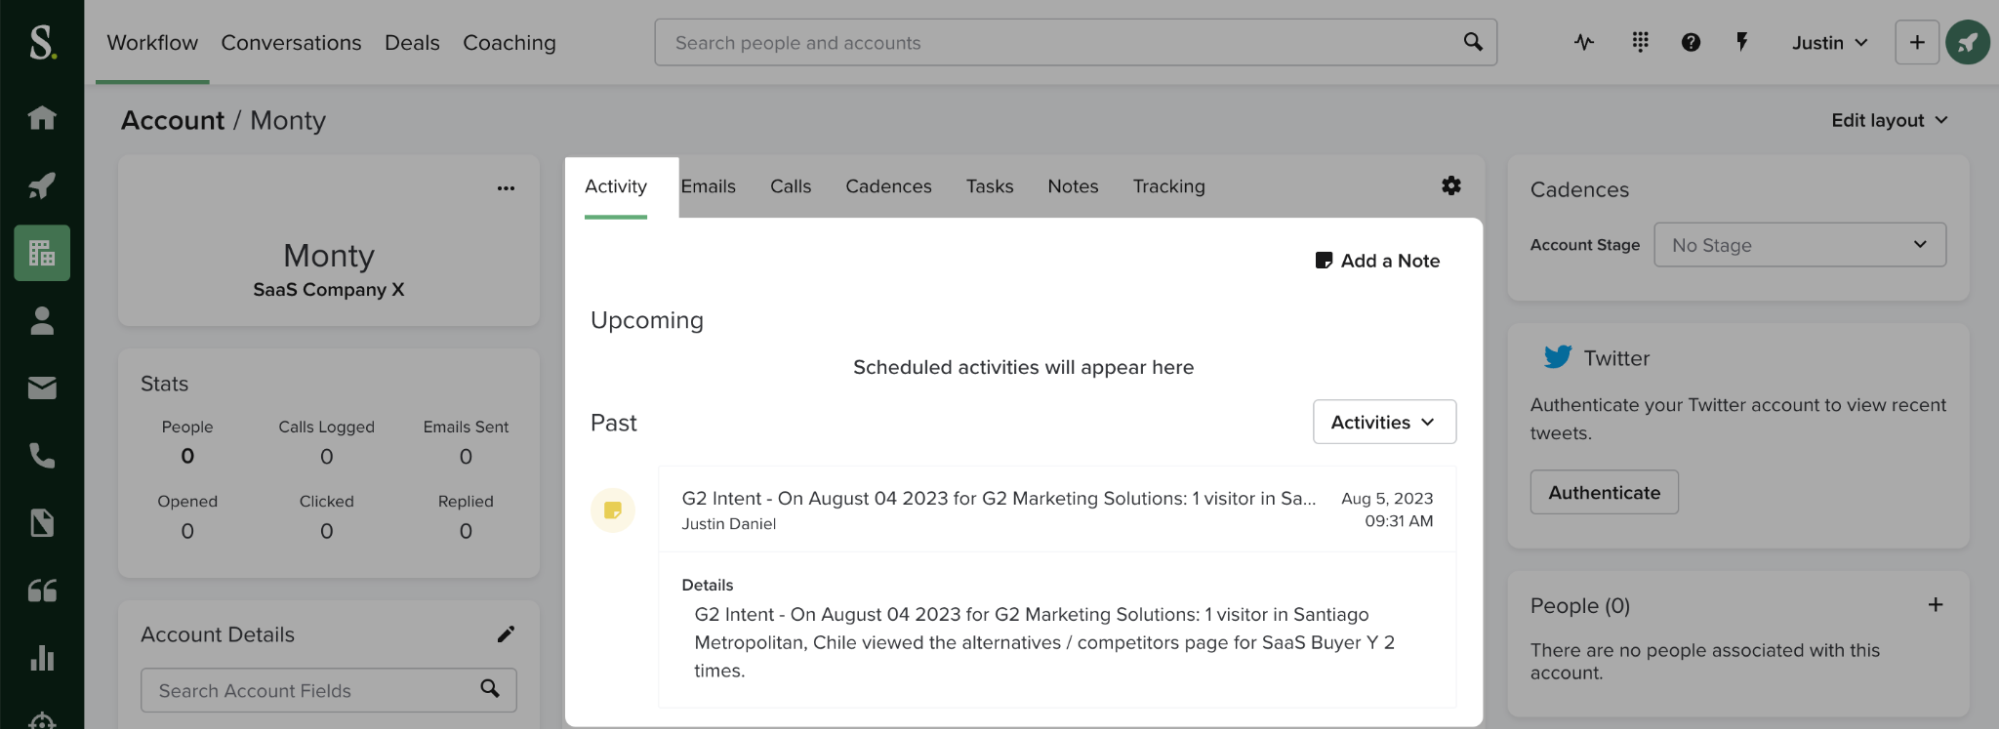 S.
Workflow Conversations Deals Coaching
Search people and accounts
Justin
Account / Monty
Edit layout
Monty
SaaS Company X
Stats
People Calls Logged Emails Sent
0 0 0
Opened Clicked Replied
0 0 0
Account Details
Search Account Fields
Activity Emails Calls Cadences Tasks Notes Tracking
Add a Note
Upcoming
Scheduled activities will appear here
Past
Activities
G2 Intent - On August 04 2023 for G2 Marketing Solutions: 1 visitor in Sa...
Aug 5, 2023
Justin Daniel
09:31 AM
Details
G2 Intent - On August 04 2023 for G2 Marketing Solutions: 1 visitor in Santiago
Metropolitan, Chile viewed the alternatives / competitors page for SaaS Buyer Y 2
times.
Cadences
Account Stage No Stage
Twitter
Authenticate your Twitter account to view recent
tweets.
Authenticate
People (0)
There are no people associated with this
account.